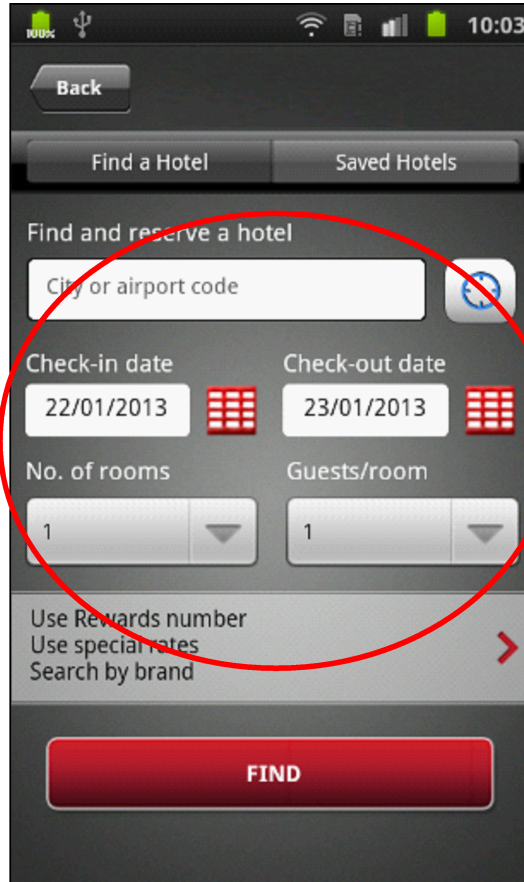 100% 10:03
Back
Find a Hotel Saved Hotels
Find and reserve a hotel
City or airport code
Check-in date Check-out date
22/01/2013 23/01/2013
No. of rooms Guests/room
1 1
Use Rewards number
Use special rates
Search by brand
FIND